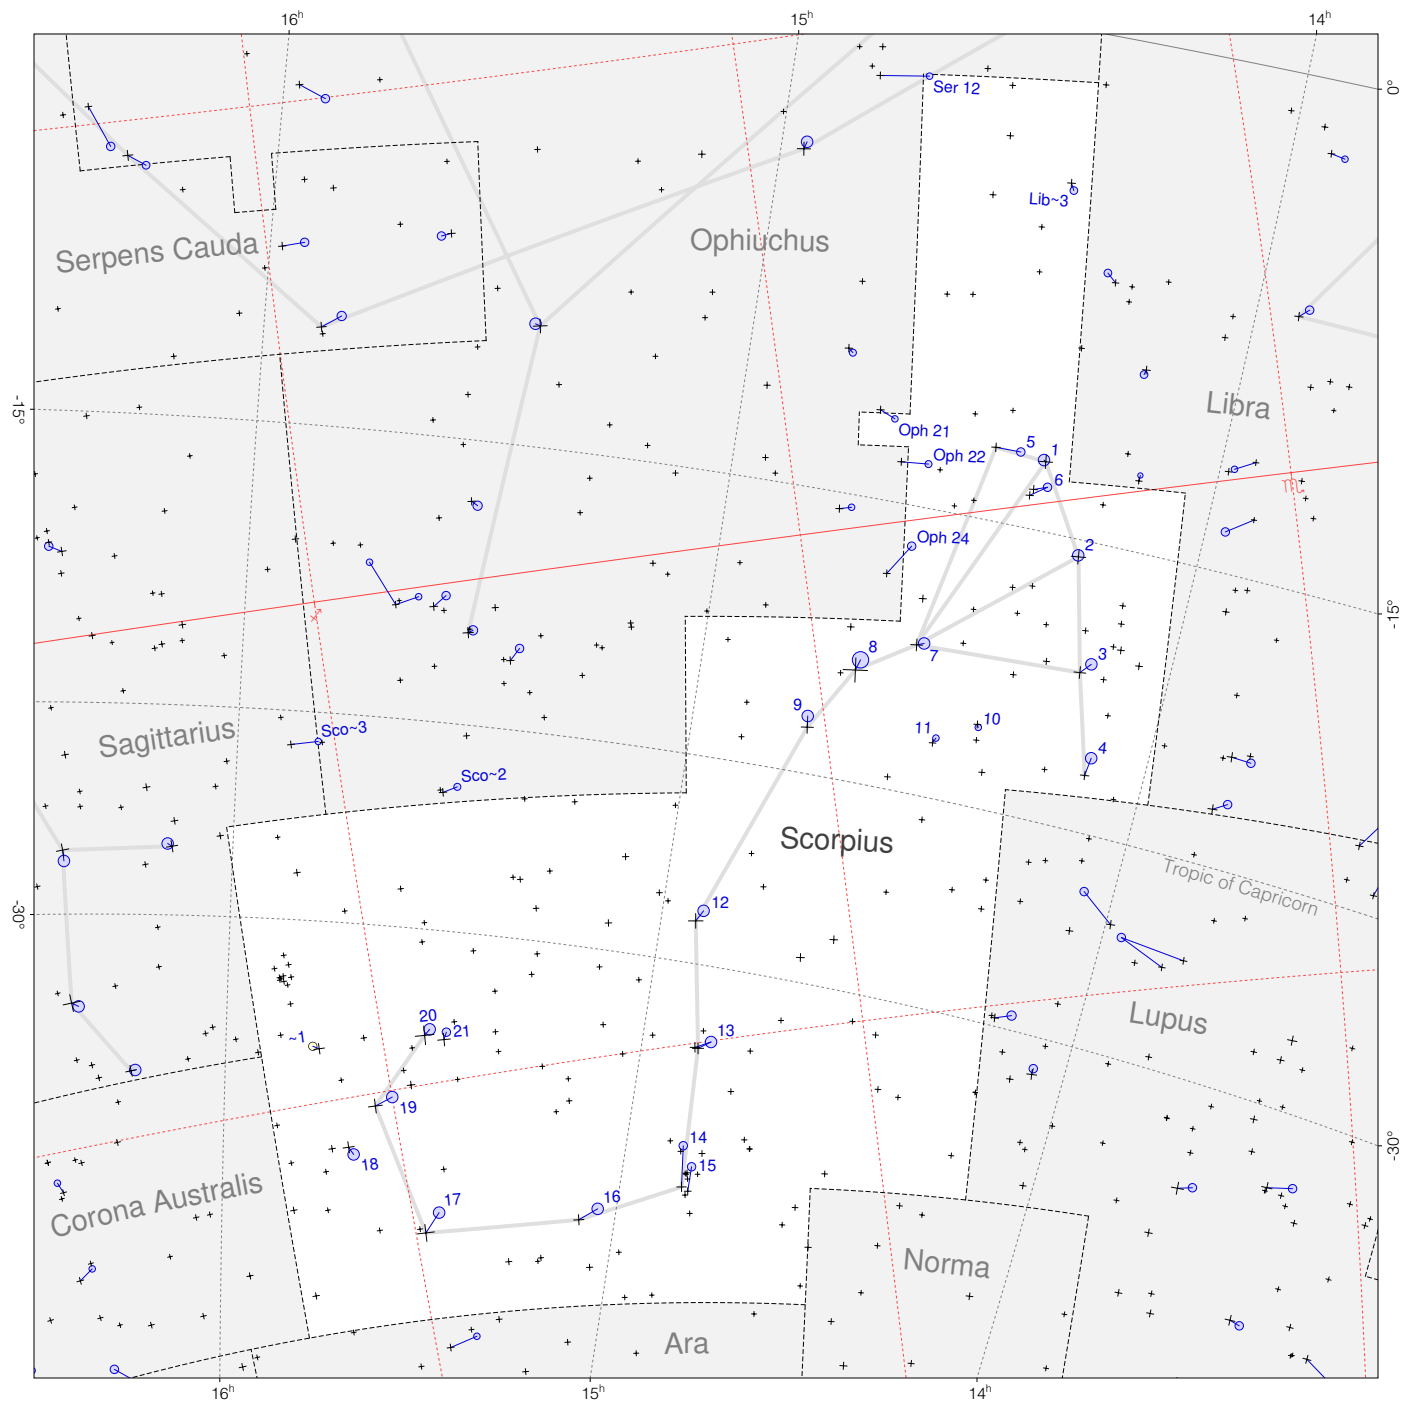 16h
15h
14h
0°
Ser 12
Lib~3
Serpens Cauda
Ophiuchus
Libra
-15°
Oph 21
5
1
Oph 22
6
♏
Oph 24
2
♐
-15°
8
7
3
9
Sco~3
11
10
Sagittarius
4
Sco~2
Scorpius
Tropic of Capricorn
12
-30°
Lupus
20
21
~1
13
19
14
-30°
18
15
17
16
Corona Australis
Norma
Ara
16h
15h
14h